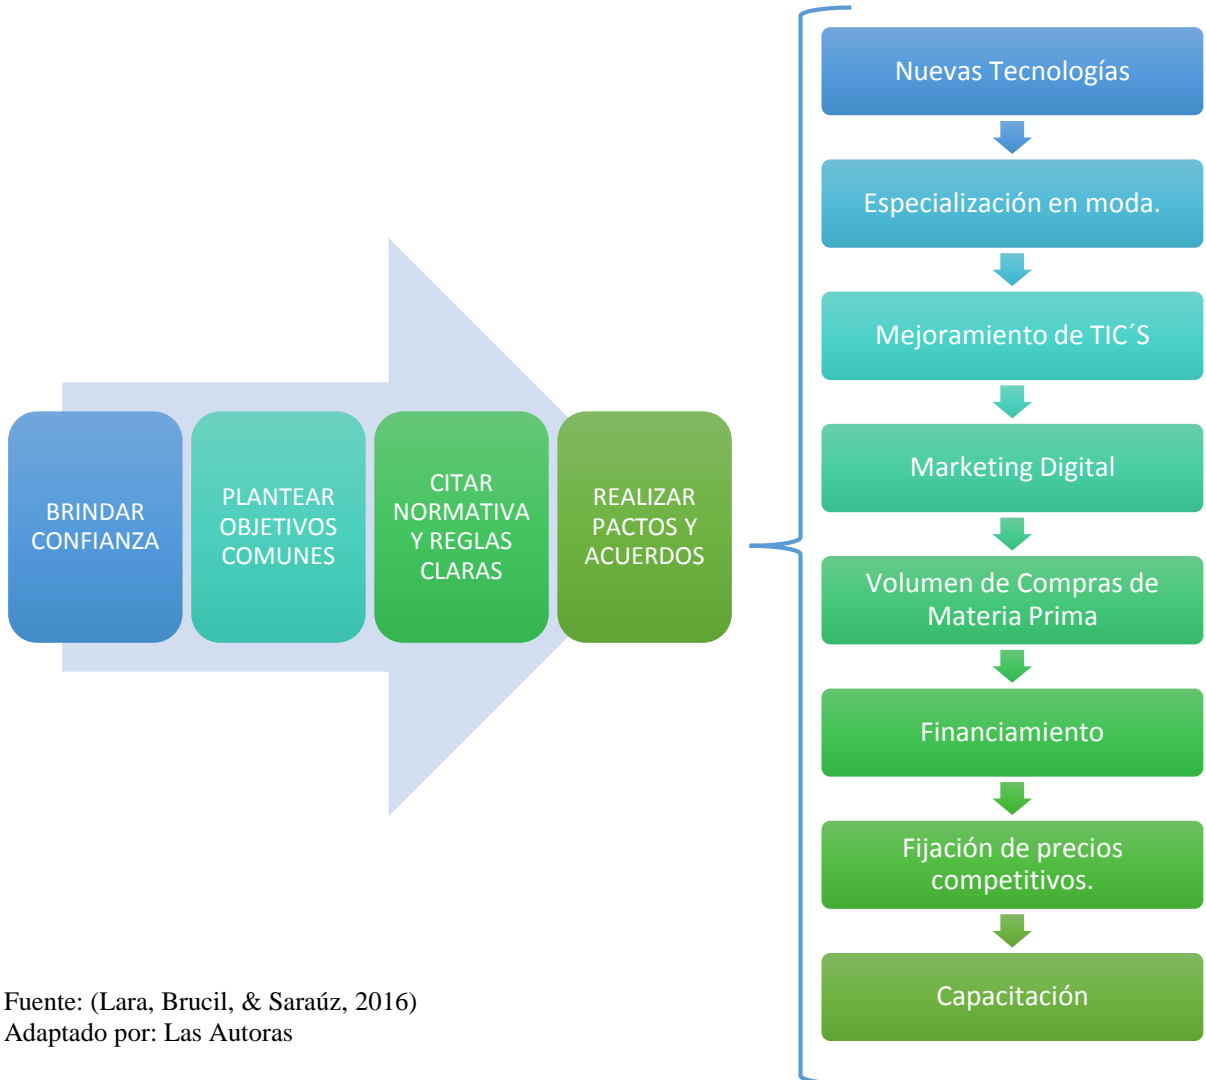 BRINDAR
CONFIANZA
PLANTEAR
OBJETIVOS
COMUNES
CITAR
NORMATIVA
Y REGLAS
CLARAS
REALIZAR
PACTOS Y
ACUERDOS
Nuevas Tecnologías
Especialización en moda.
Mejoramiento de TIC´S
Marketing Digital
Volumen de Compras de
Materia Prima
Financiamiento
Fijación de precios
competitivos.
Capacitación
Fuente: (Lara, Brucil, & Saraúz, 2016)
Adaptado por: Las Autoras